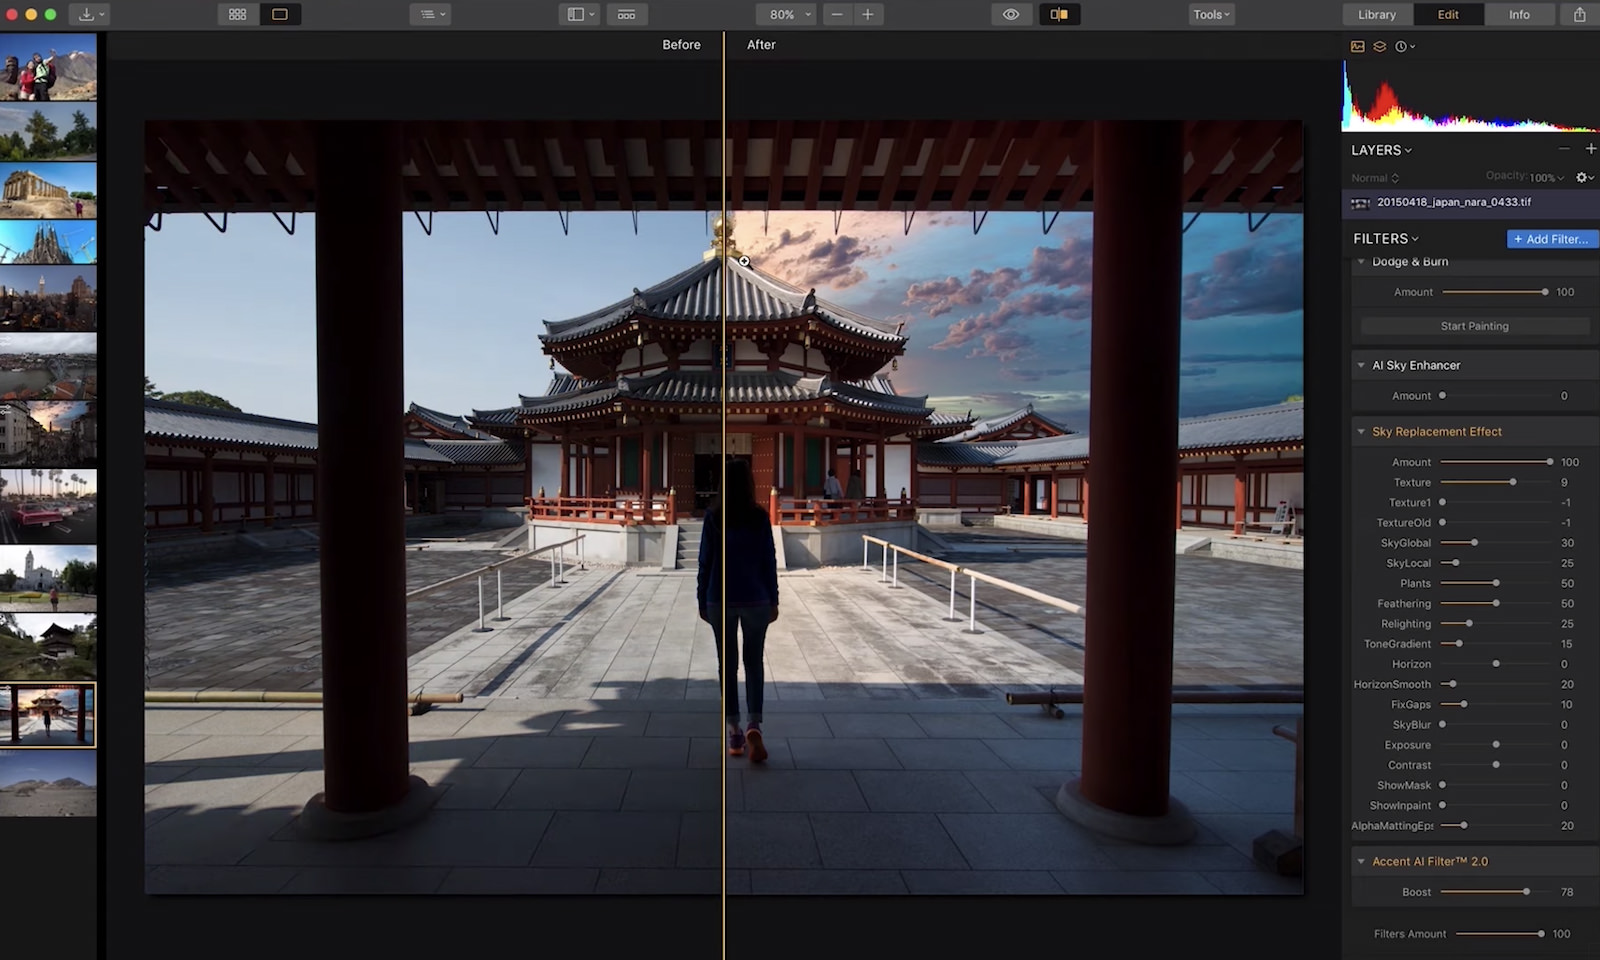 80%
Tools
Library
Edit
Info
Before
After
LAYERS
Normal
Opacity: 100%
20150418_japan_nara_0433.tif
FILTERS
+ Add Filter...
Dodge & Burn
Amount 100
Start Painting
AI Sky Enhancer
Amount 0
Sky Replacement Effect
Amount 100
Texture 9
Texture1 -1
TextureOld -1
SkyGlobal 30
SkyLocal 25
Plants 50
Feathering 50
Relighting 25
ToneGradient 15
Horizon 0
HorizonSmooth 20
FixGaps 10
SkyBlur 0
Exposure 0
Contrast 0
ShowMask 0
ShowInpaint 0
AlphaMattingEps 20
Accent AI Filter™ 2.0
Boost 78
Filters Amount 100